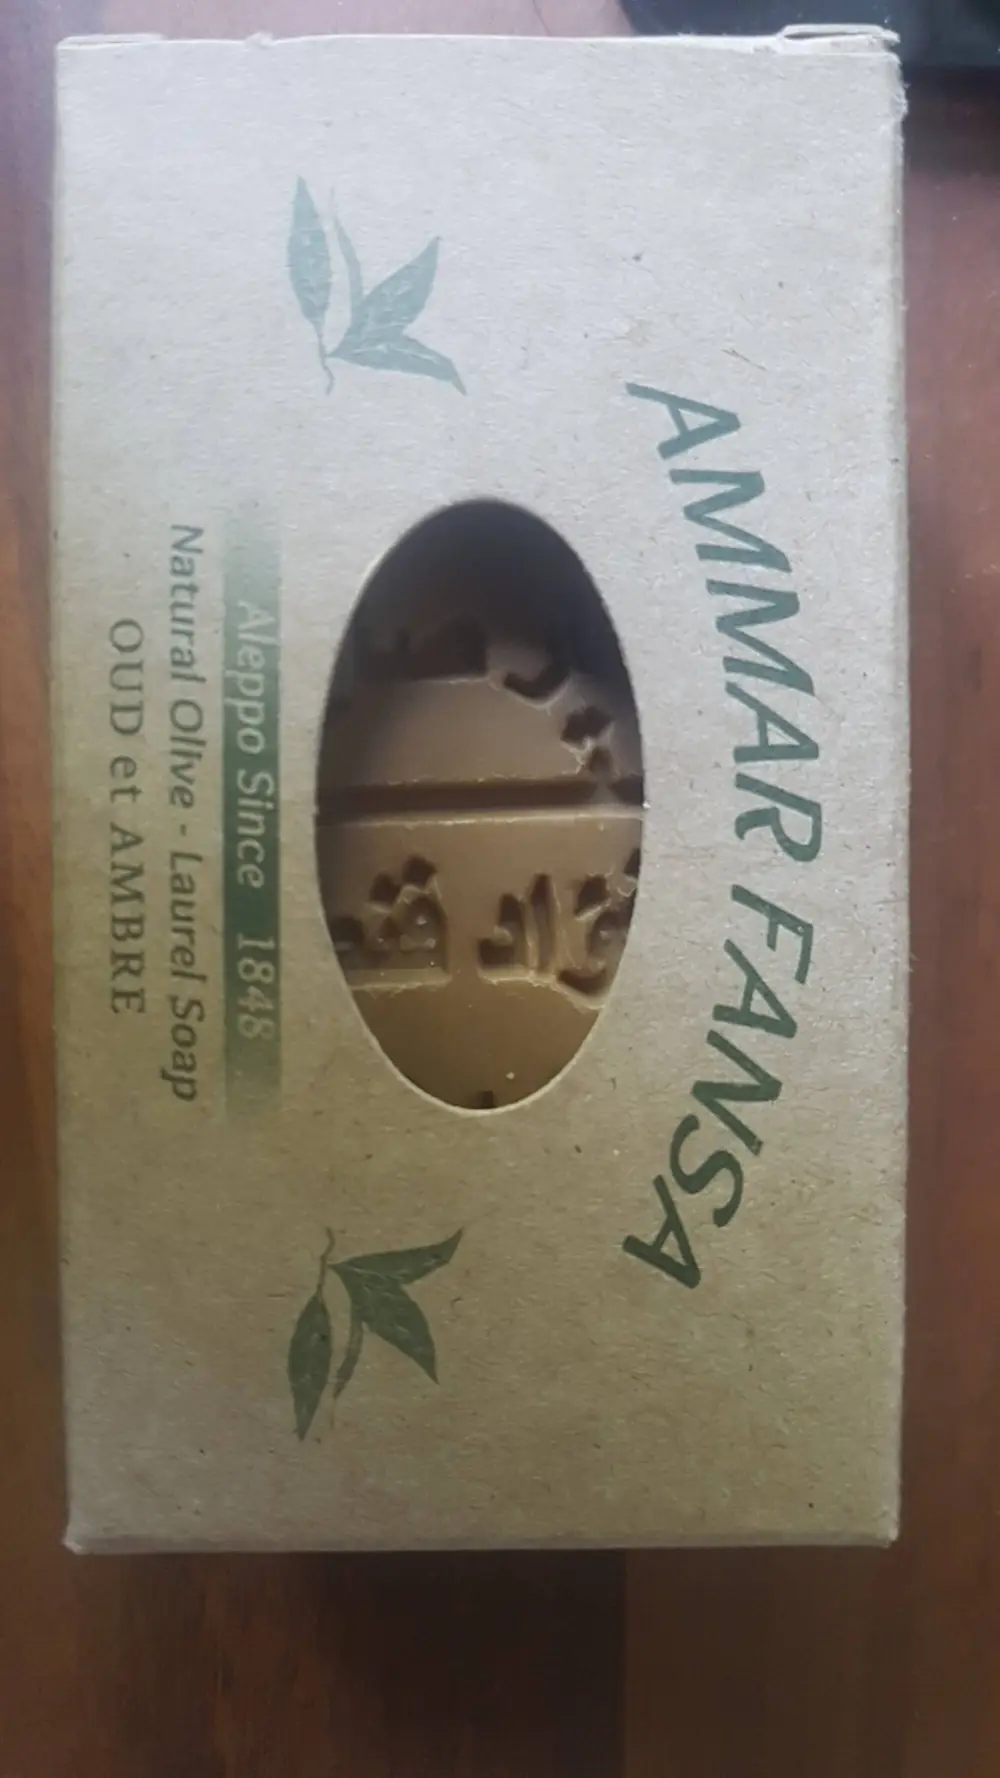 AMMAR FANSA
Aleppo Since 1848
Natural Olive - Laurel Soap
OUD et AMBRE